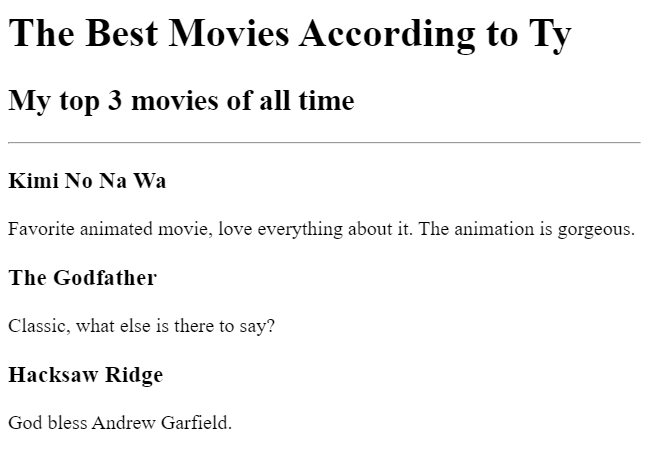 The Best Movies According to Ty
My top 3 movies of all time
Kimi No Na Wa
Favorite animated movie, love everything about it. The animation is gorgeous.
The Godfather
Classic, what else is there to say?
Hacksaw Ridge
God bless Andrew Garfield.